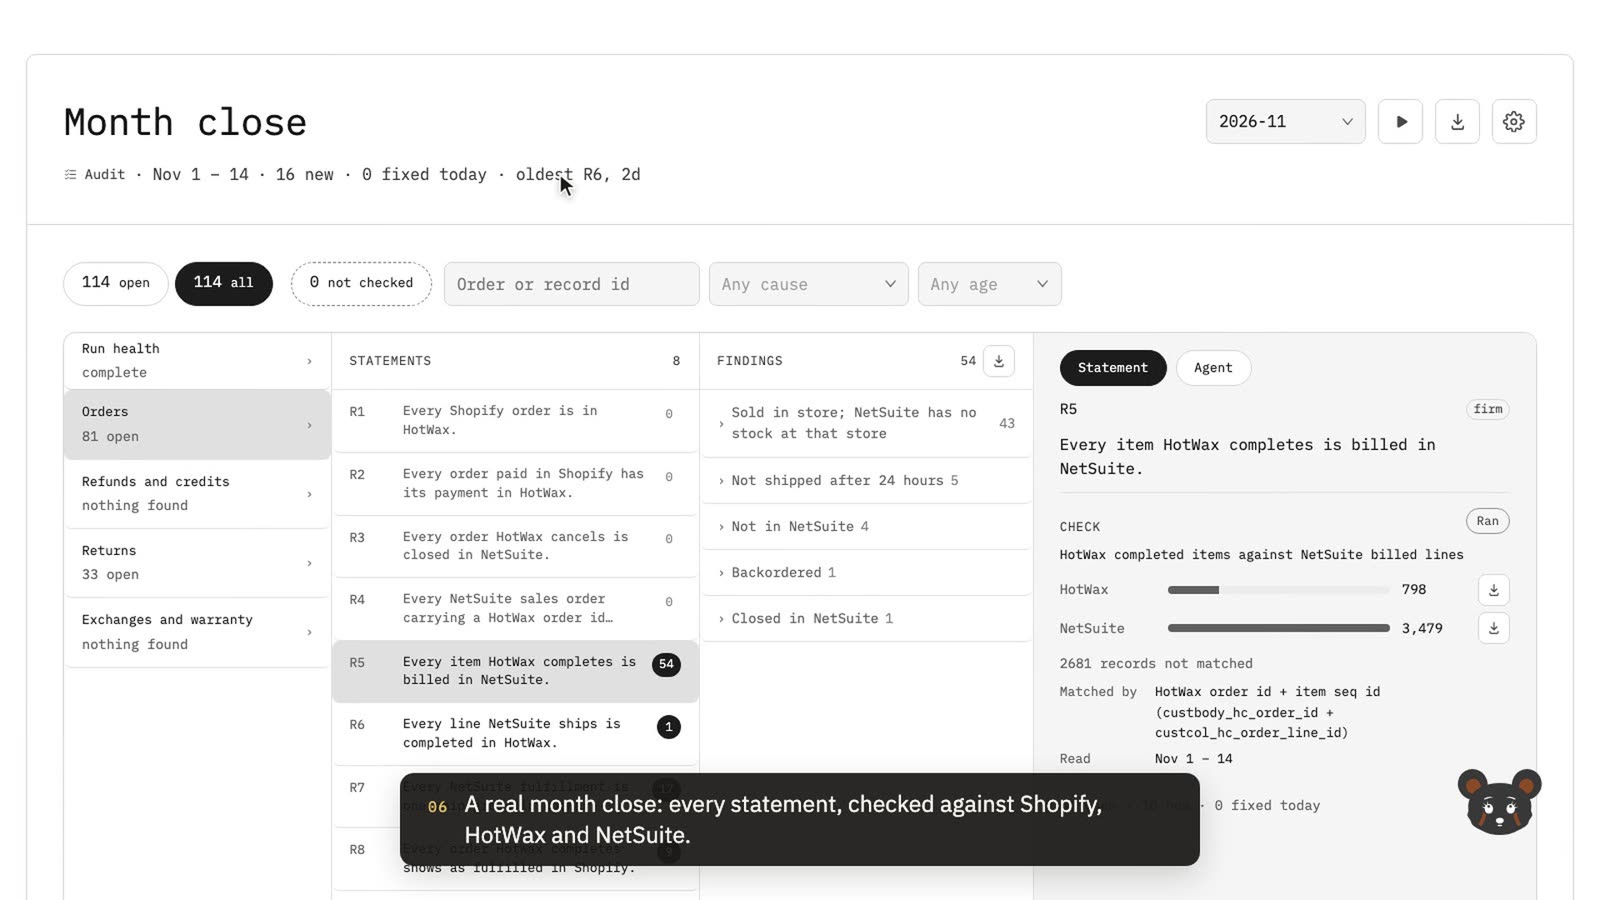 Month close
2026-11
Audit · Nov 1 – 14 · 16 new · 0 fixed today · oldest R6, 2d
114 open
114 all
0 not checked
Order or record id
Any cause
Any age
Run health
complete
Orders
81 open
Refunds and credits
nothing found
Returns
33 open
Exchanges and warranty
nothing found
STATEMENTS 8
R1 Every Shopify order is in HotWax. 0
R2 Every order paid in Shopify has its payment in HotWax. 0
R3 Every order HotWax cancels is closed in NetSuite. 0
R4 Every NetSuite sales order carrying a HotWax order id… 0
R5 Every item HotWax completes is billed in NetSuite. 54
R6 Every line NetSuite ships is completed in HotWax. 1
R7 Every NetSuite fulfillment is
R8 Every order HotWax completes
shows as fulfilled in Shopify.
FINDINGS 54
Sold in store; NetSuite has no stock at that store 43
Not shipped after 24 hours 5
Not in NetSuite 4
Backordered 1
Closed in NetSuite 1
Statement
Agent
R5 firm
Every item HotWax completes is billed in NetSuite.
CHECK Ran
HotWax completed items against NetSuite billed lines
HotWax 798
NetSuite 3,479
2681 records not matched
Matched by HotWax order id + item seq id
(custbody_hc_order_id +
custcol_hc_order_line_id)
Read Nov 1 – 14
· 0 fixed today
06 A real month close: every statement, checked against Shopify,
HotWax and NetSuite.